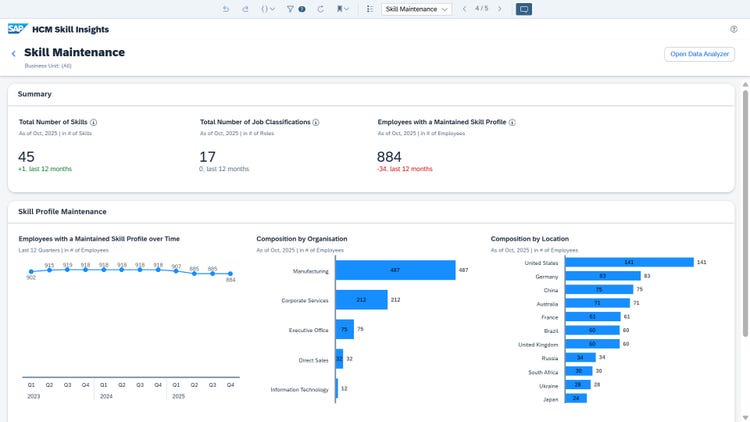 Skill Maintenance
4 / 5
SAP
HCM Skill Insights
Skill Maintenance
Business Unit: (All)
Open Data Analyzer
Summary
Total Number of Skills
As of Oct, 2025 | in # of Skills
45
+1, last 12 months
Total Number of Job Classifications
As of Oct, 2025 | in # of Roles
17
0, last 12 months
Employees with a Maintained Skill Profile
As of Oct, 2025 | in # of Employees
884
-34, last 12 months
Skill Profile Maintenance
Employees with a Maintained Skill Profile over Time
Last 12 Quarters | in # of Employees
902 915 919 918 918 918 918 918 907 885 885 884
Q1 Q2 Q3 Q4 Q1 Q2 Q3 Q4 Q1 Q2 Q3 Q4
2023 2024 2025
Composition by Organisation
As of Oct, 2025 | in # of Employees
Manufacturing 487 487
Corporate Services 212 212
Executive Office 75 75
Direct Sales 32 32
Information Technology 12
Composition by Location
As of Oct, 2025 | in # of Employees
United States 141 141
Germany 83 83
China 75 75
Australia 71 71
France 61 61
Brazil 60 60
United Kingdom 60 60
Russia 34 34
South Africa 30 30
Ukraine 28 28
Japan 24